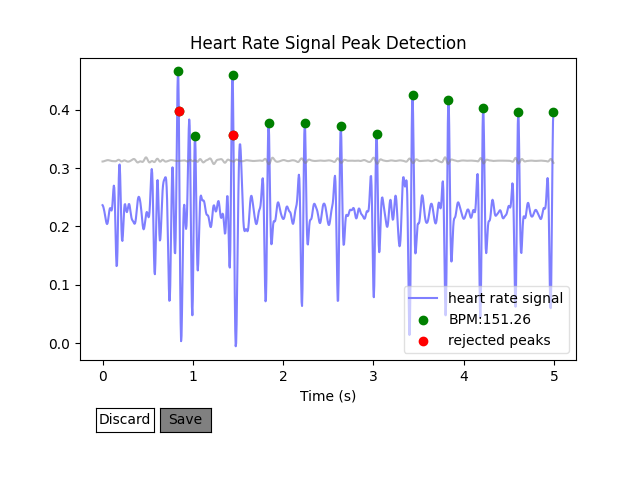 Heart Rate Signal Peak Detection
0.4
0.3
0.2
0.1
0.0
heart rate signal
BPM:151.26
rejected peaks
0
1
2
3
4
5
Time (s)
Discard
Save